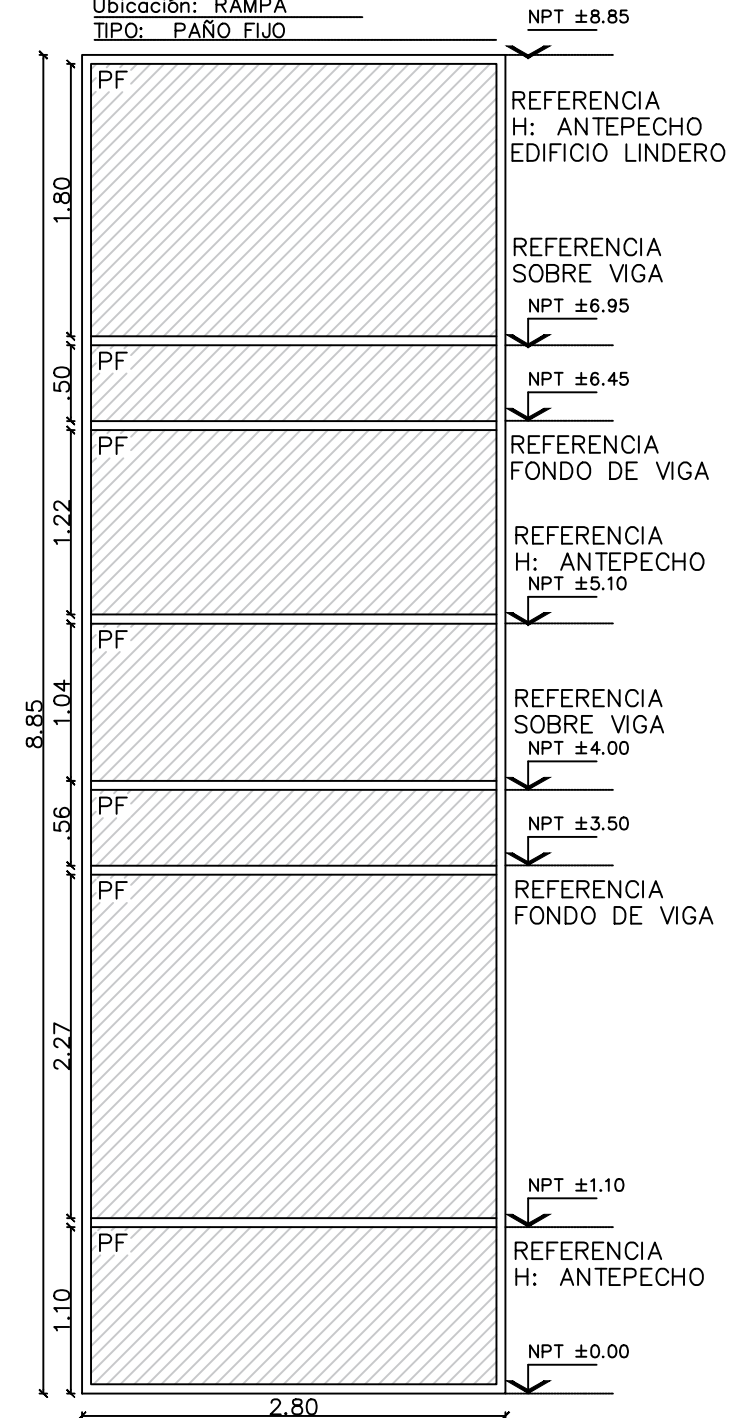 Ubicación: RAMPA
TIPO: PAÑO FIJO
NPT ±8.85
PF
REFERENCIA
H: ANTEPECHO
EDIFICIO LINDERO
1.80
REFERENCIA
SOBRE VIGA
NPT ±6.95
PF
.50
NPT ±6.45
PF
REFERENCIA
FONDO DE VIGA
1.22
REFERENCIA
H: ANTEPECHO
NPT ±5.10
PF
1.04
8.85
REFERENCIA
SOBRE VIGA
NPT ±4.00
PF
.56
NPT ±3.50
PF
REFERENCIA
FONDO DE VIGA
2.27
NPT ±1.10
PF
REFERENCIA
H: ANTEPECHO
1.10
NPT ±0.00
2.80